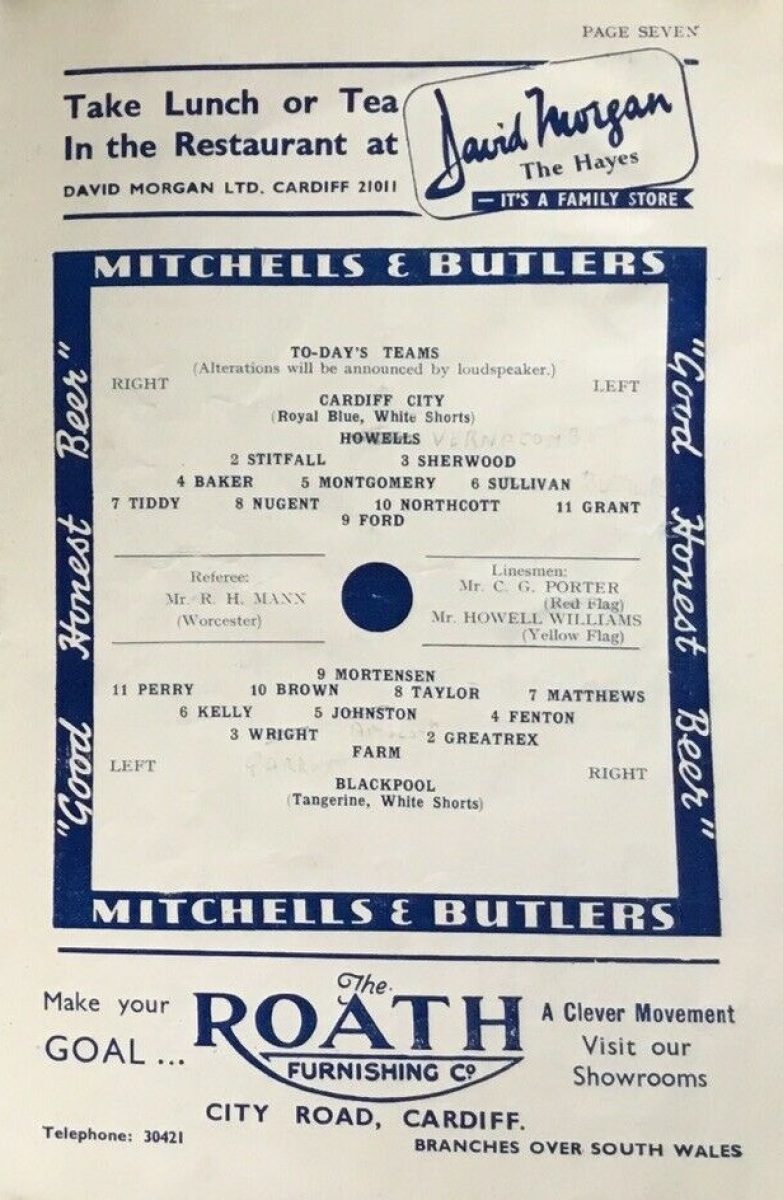 PAGE SEVEN
Take Lunch or Tea
In the Restaurant at
DAVID MORGAN LTD. CARDIFF 21011
David Morgan
The Hayes
— IT'S A FAMILY STORE
MITCHELLS & BUTLERS
"Good Honest Beer"
"Good Honest Beer"
TO-DAY'S TEAMS
(Alterations will be announced by loudspeaker.)
RIGHT LEFT
CARDIFF CITY
(Royal Blue, White Shorts)
HOWELLS
2 STITFALL 3 SHERWOOD
4 BAKER 5 MONTGOMERY 6 SULLIVAN
7 TIDDY 8 NUGENT 10 NORTHCOTT 11 GRANT
9 FORD
Referee:
Mr. R. H. MANN
(Worcester)
Linesmen:
Mr. C. G. PORTER
(Red Flag)
Mr. HOWELL WILLIAMS
(Yellow Flag)
9 MORTENSEN
11 PERRY 10 BROWN 8 TAYLOR 7 MATTHEWS
6 KELLY 5 JOHNSTON 4 FENTON
3 WRIGHT 2 GREATREX
FARM
LEFT RIGHT
BLACKPOOL
(Tangerine, White Shorts)
MITCHELLS & BUTLERS
Make your
GOAL ...
The
ROATH
FURNISHING Co.
A Clever Movement
Visit our
Showrooms
CITY ROAD, CARDIFF.
Telephone: 30421
BRANCHES OVER SOUTH WALES